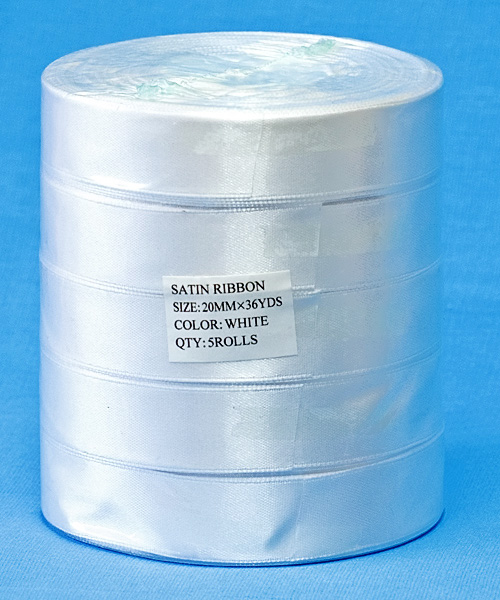 SATIN RIBBON
SIZE:20MM×36YDS
COLOR: WHITE
QTY: 5ROLLS